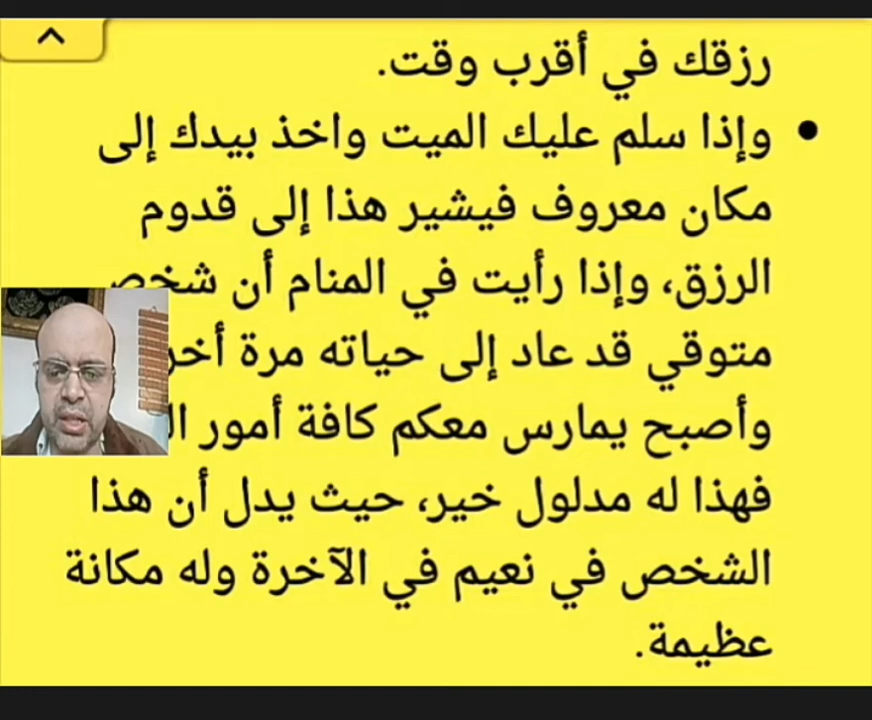 رزقك في أقرب وقت.
• وإذا سلم عليك الميت واخذ بيدك إلى
مكان معروف فيشير هذا إلى قدوم
الرزق، وإذا رأيت في المنام أن شخص
متوقي قد عاد إلى حياته مرة
وأصبح يمارس معكم كافة أمور
فهذا له مدلول خير، حيث يدل أن هذا
الشخص في نعيم في الآخرة وله مكانة
عظيمة.